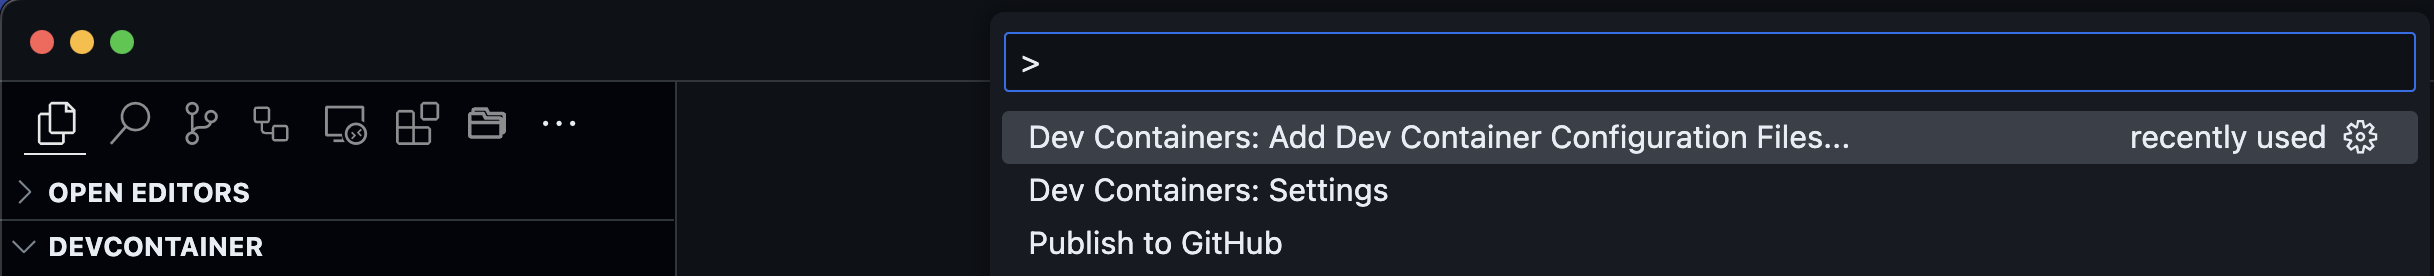 >
Dev Containers: Add Dev Container Configuration Files... recently used
Dev Containers: Settings
Publish to GitHub
OPEN EDITORS
DEVCONTAINER